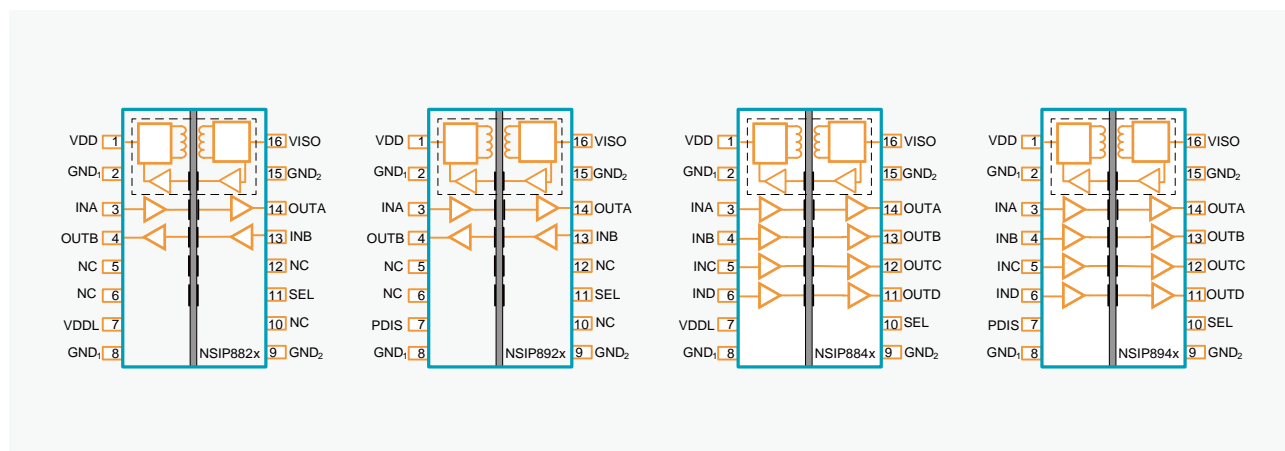 VDD 1 16 VISO
GND₁ 2 15 GND₂
INA 3 14 OUTA
OUTB 4 13 INB
NC 5 12 NC
NC 6 11 SEL
VDDL 7 10 NC
GND₁ 8 NSIP882x 9 GND₂
VDD 1 16 VISO
GND₁ 2 15 GND₂
INA 3 14 OUTA
OUTB 4 13 INB
NC 5 12 NC
NC 6 11 SEL
PDIS 7 10 NC
GND₁ 8 NSIP892x 9 GND₂
VDD 1 16 VISO
GND₁ 2 15 GND₂
INA 3 14 OUTA
INB 4 13 OUTB
INC 5 12 OUTC
IND 6 11 OUTD
VDDL 7 10 SEL
GND₁ 8 NSIP884x 9 GND₂
VDD 1 16 VISO
GND₁ 2 15 GND₂
INA 3 14 OUTA
INB 4 13 OUTB
INC 5 12 OUTC
IND 6 11 OUTD
PDIS 7 10 SEL
GND₁ 8 NSIP894x 9 GND₂